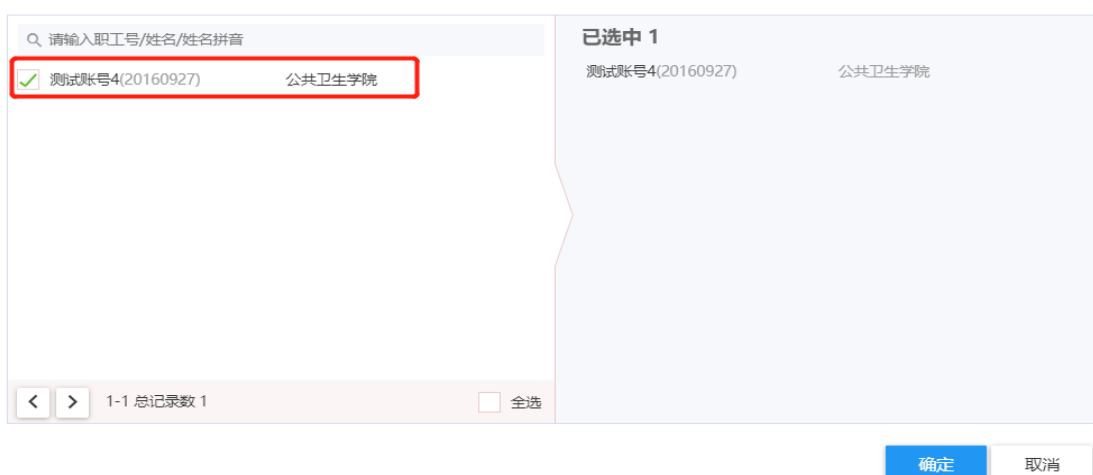 请输入职工号/姓名/姓名拼音
测试账号4(20160927) 公共卫生学院
1-1 总记录数 1
全选
已选中 1
测试账号4(20160927) 公共卫生学院
确定 取消